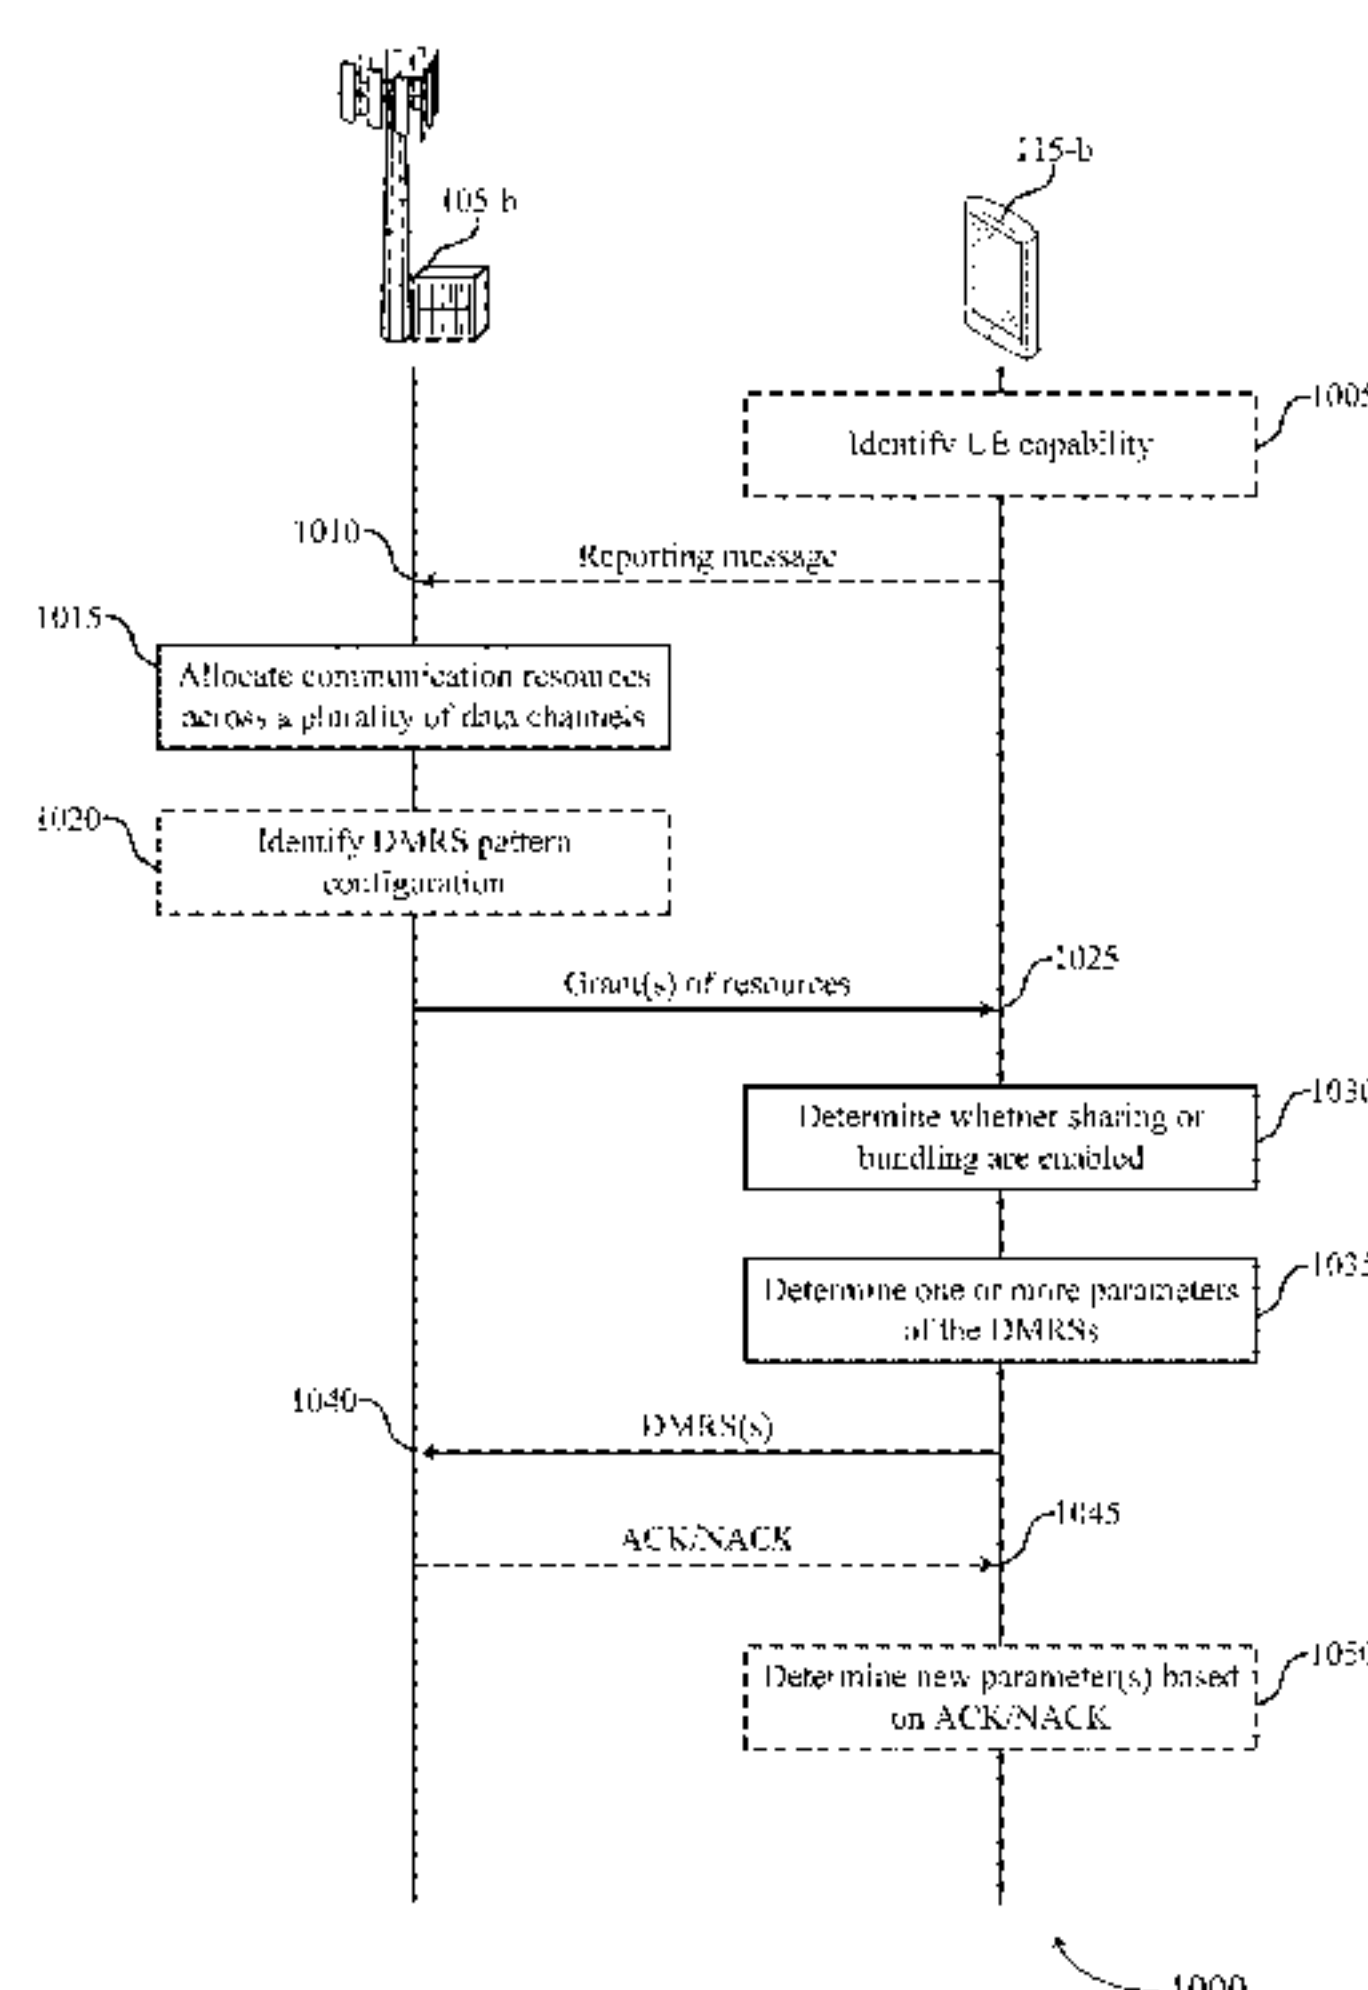 105-b
115-b
1005
Identify UE capability
1010
Reporting message
1015
Allocate communication resources
across a plurality of data channels
1020
Identify DMRS pattern
configuration
Grant(s) of resources
1025
Determine whether sharing or
bundling are enabled
1030
Determine one or more parameters
of the DMRSs
1035
1040
DMRS(s)
ACK/NACK
1045
Determine new parameter(s) based
on ACK/NACK
1050
1000